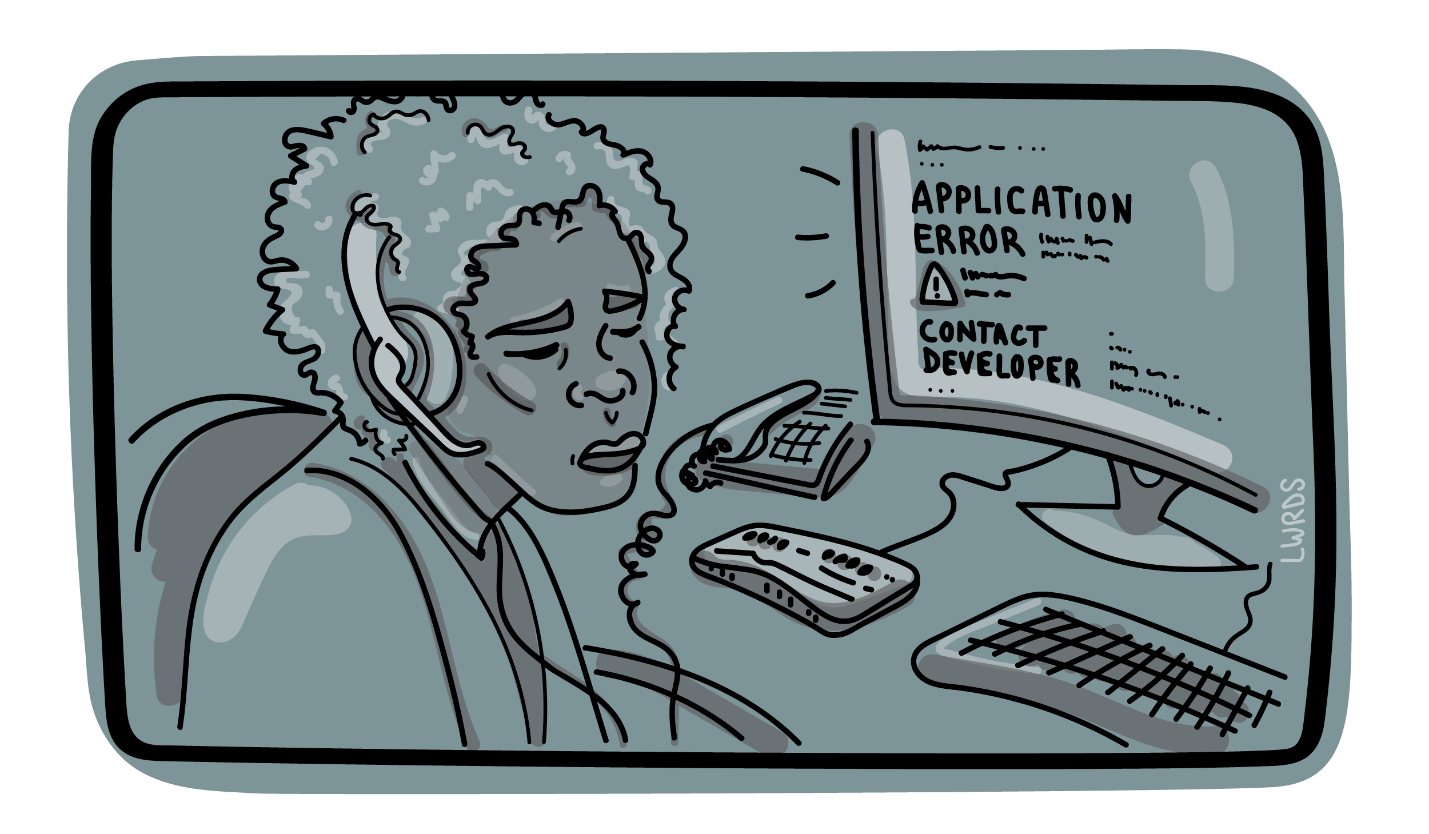 APPLICATION
ERROR
!
CONTACT
DEVELOPER
LWRDS